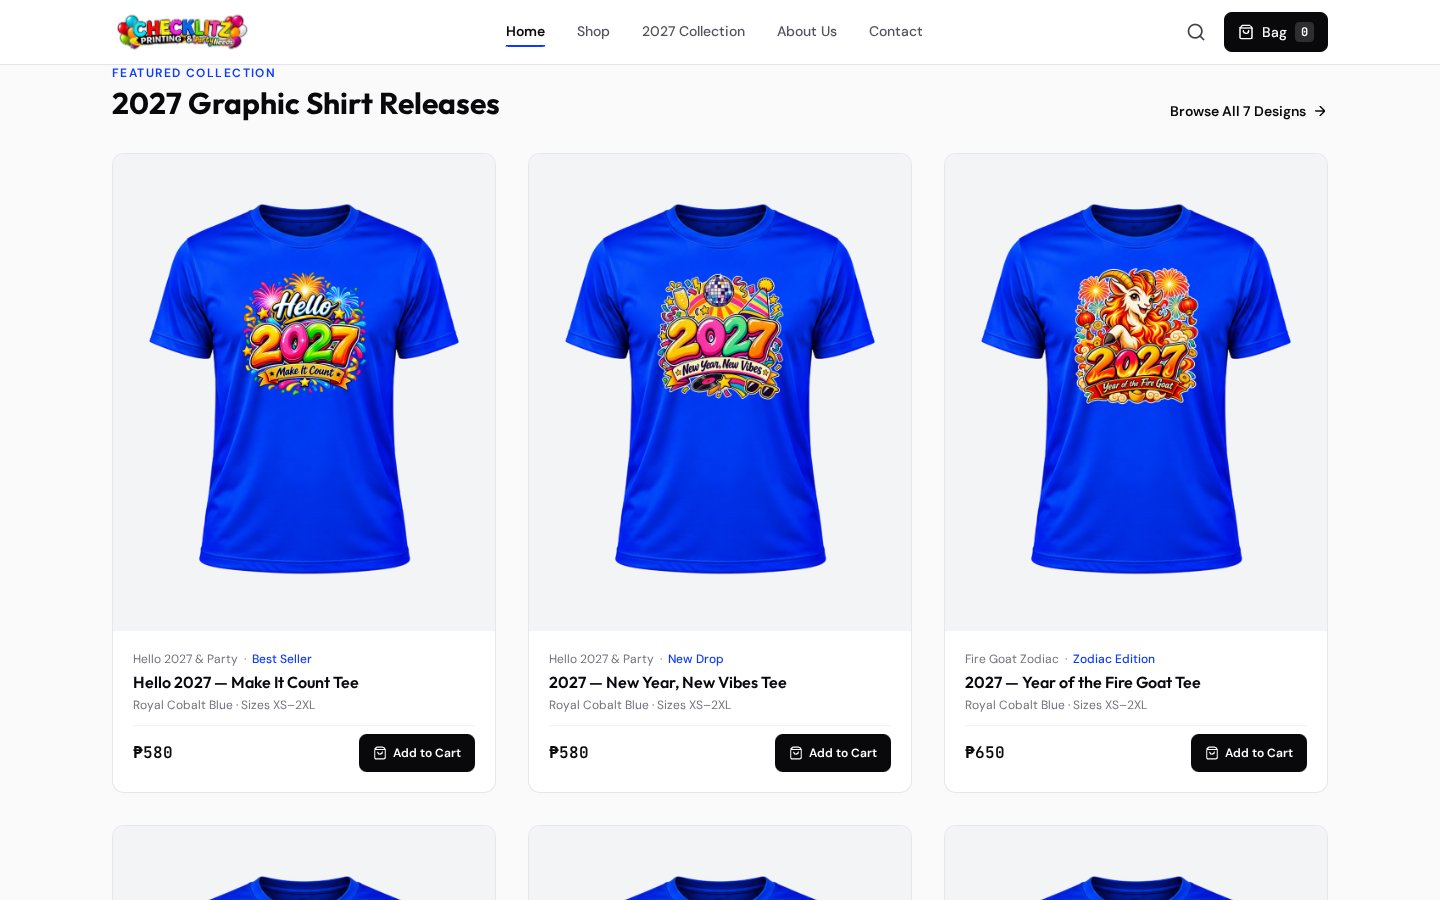 CHECKLITZ
PRINTING & Party Needs
Home
Shop
2027 Collection
About Us
Contact
Bag 0
FEATURED COLLECTION
2027 Graphic Shirt Releases
Browse All 7 Designs →
Hello
2027
Make It Count
2027
New Year, New Vibes
2027
Year of the Fire Goat
Hello 2027 & Party · Best Seller
Hello 2027 — Make It Count Tee
Royal Cobalt Blue · Sizes XS–2XL
₱580
Add to Cart
Hello 2027 & Party · New Drop
2027 — New Year, New Vibes Tee
Royal Cobalt Blue · Sizes XS–2XL
₱580
Add to Cart
Fire Goat Zodiac · Zodiac Edition
2027 — Year of the Fire Goat Tee
Royal Cobalt Blue · Sizes XS–2XL
₱650
Add to Cart